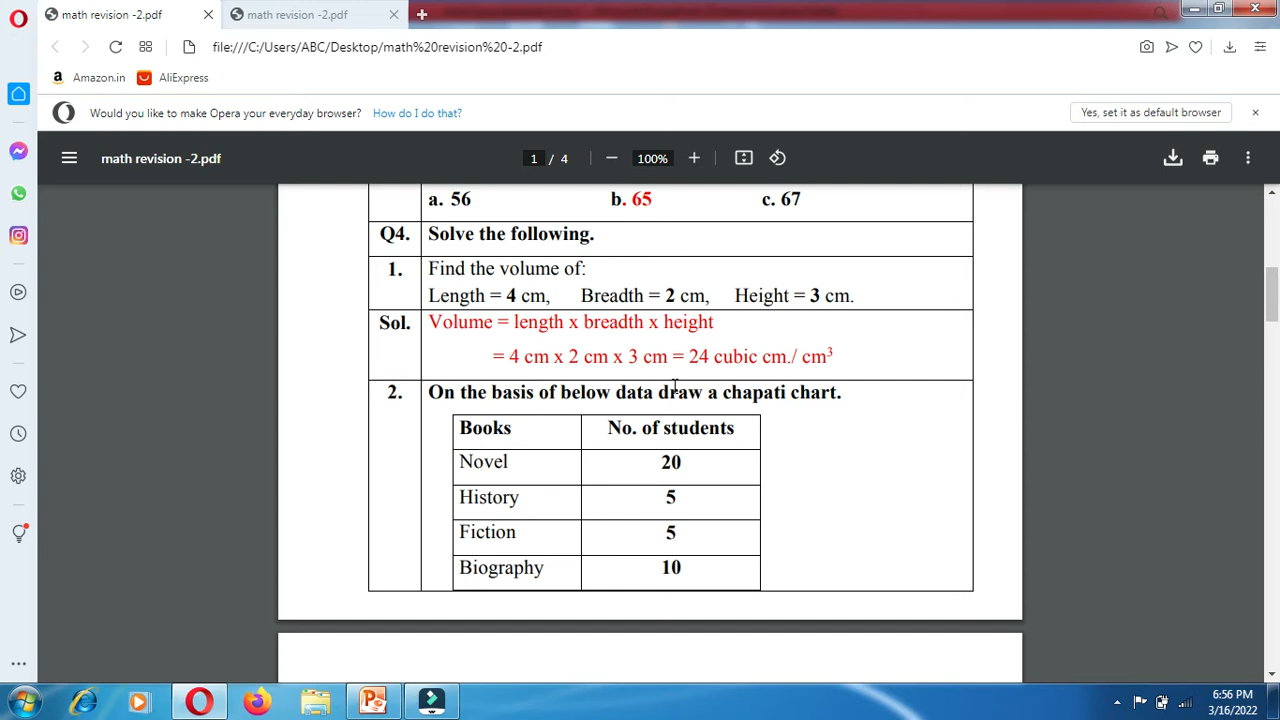 math revision -2.pdf
math revision -2.pdf
file:///C:/Users/ABC/Desktop/math%20revision%20-2.pdf
Amazon.in
AliExpress
Would you like to make Opera your everyday browser?
How do I do that?
Yes, set it as default browser
math revision -2.pdf
1 / 4
100%
a. 56 b. 65 c. 67
Q4. Solve the following.
1. Find the volume of:
Length = 4 cm, Breadth = 2 cm, Height = 3 cm.
Sol. Volume = length x breadth x height
= 4 cm x 2 cm x 3 cm = 24 cubic cm./ cm³
2. On the basis of below data draw a chapati chart.
Books No. of students
Novel 20
History 5
Fiction 5
Biography 10
6:56 PM
3/16/2022